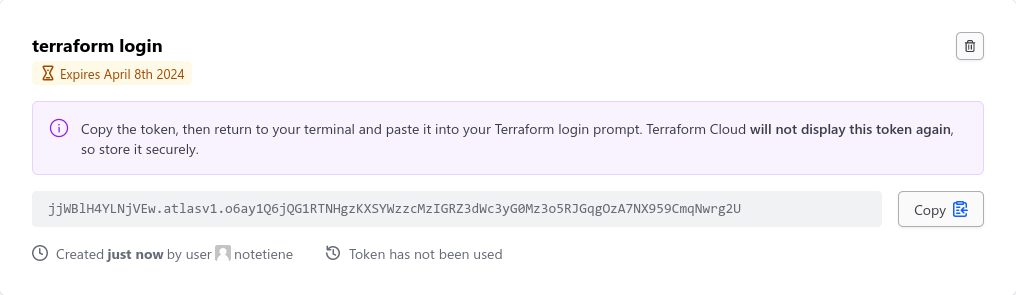 terraform login
Expires April 8th 2024
Copy the token, then return to your terminal and paste it into your Terraform login prompt. Terraform Cloud will not display this token again,
so store it securely.
jjWBlH4YLNjVEw.atlasv1.o6ay1Q6jQG1RTNHgzKXSYWzzcMzIGRZ3dWc3yG0Mz3o5RJGqgOzA7NX959CmqNwrg2U
Copy
Created just now by user notetiene Token has not been used